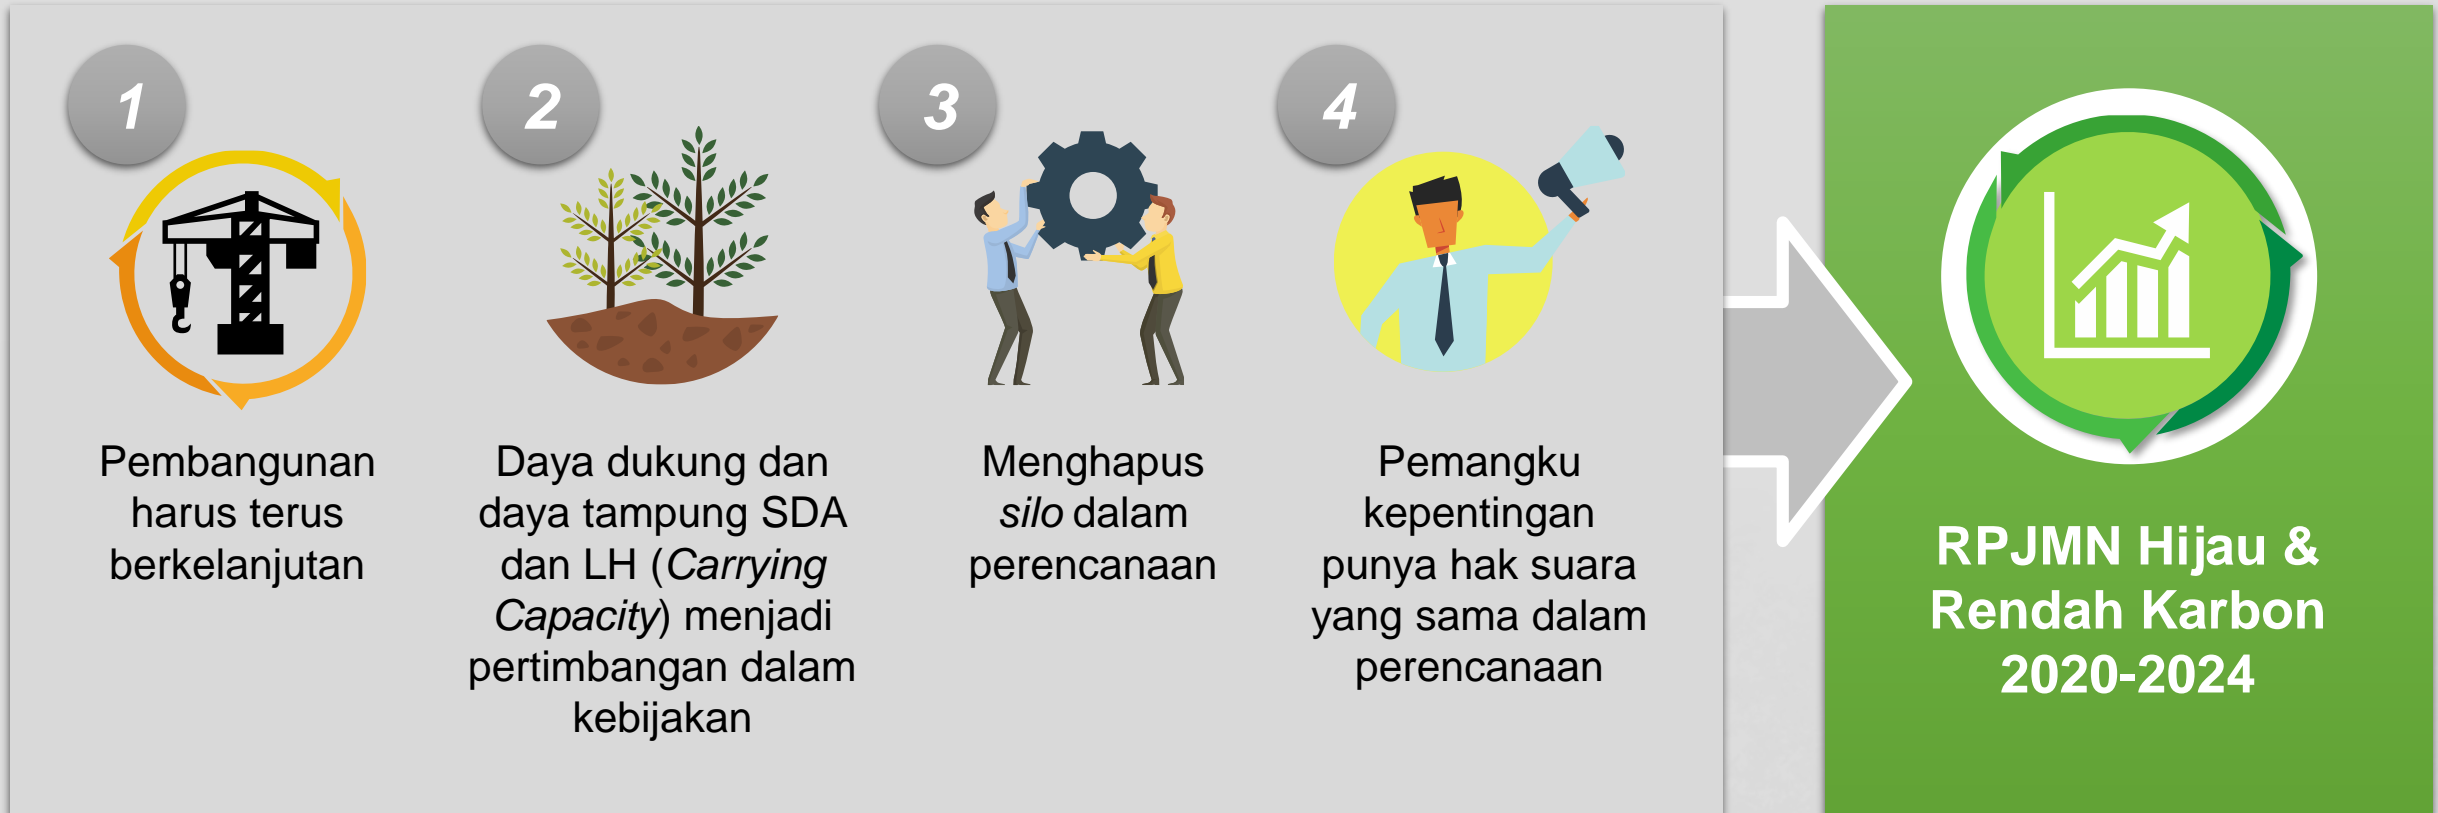 1
Pembangunan
harus terus
berkelanjutan
2
Daya dukung dan
daya tampung SDA
dan LH (Carrying
Capacity) menjadi
pertimbangan dalam
kebijakan
3
Menghapus
silo dalam
perencanaan
4
Pemangku
kepentingan
punya hak suara
yang sama dalam
perencanaan
RPJMN Hijau &
Rendah Karbon
2020-2024